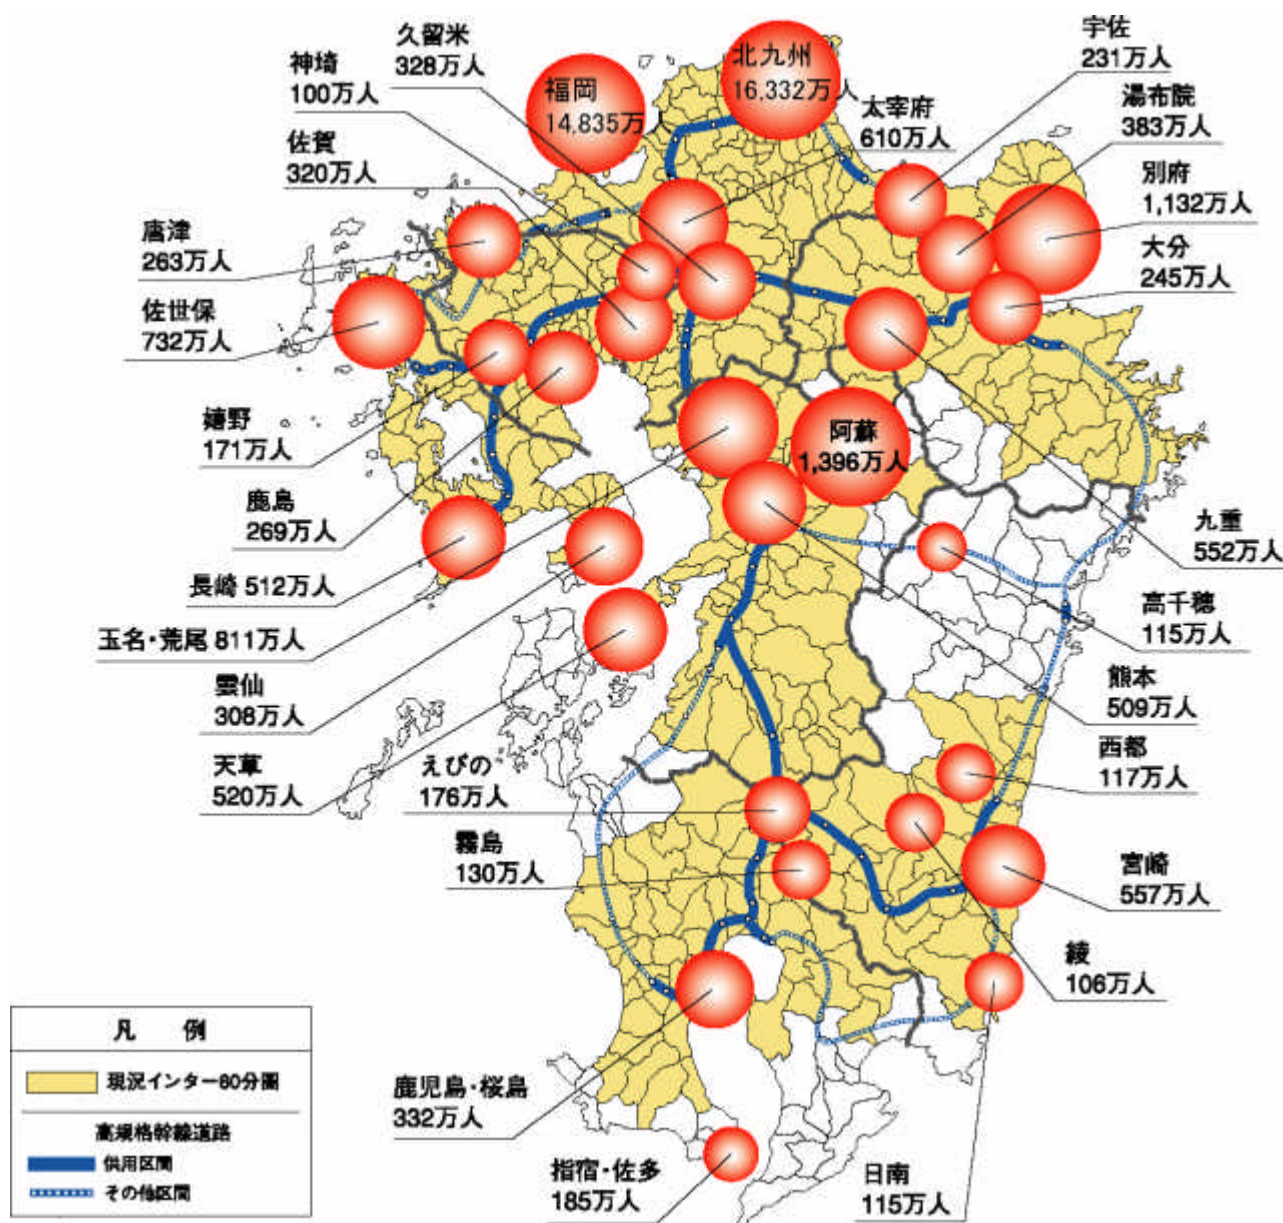 久留米
328万人
神埼
100万人
佐賀
320万人
唐津
263万人
佐世保
732万人
嬉野
171万人
鹿島
269万人
長崎 512万人
玉名・荒尾 811万人
雲仙
308万人
天草
520万人
福岡
14,835万人
北九州
16,332万人
太宰府
610万人
宇佐
231万人
湯布院
383万人
別府
1,132万人
大分
245万人
阿蘇
1,396万人
九重
552万人
高千穂
115万人
熊本
509万人
西都
117万人
えびの
176万人
霧島
130万人
宮崎
557万人
綾
106万人
鹿児島・桜島
332万人
指宿・佐多
185万人
日南
115万人
凡 例
現況インター60分圏
高規格幹線道路
供用区間
その他区間